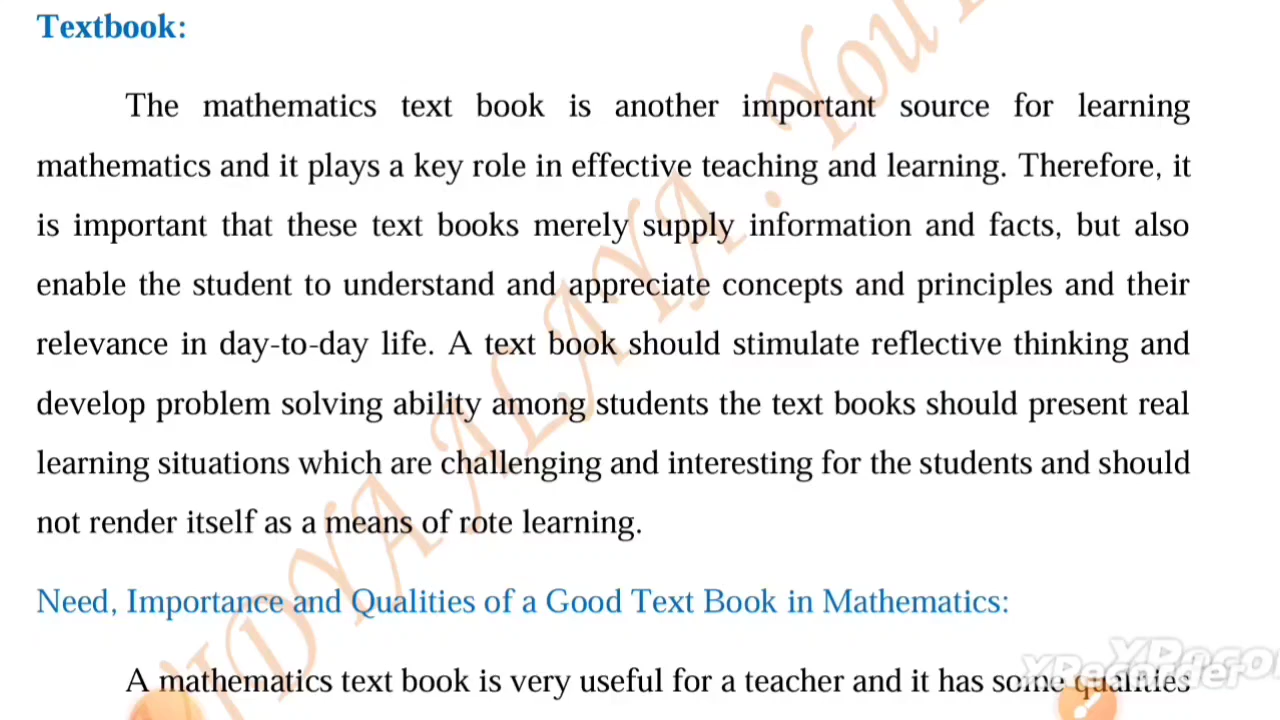 Textbook:
The mathematics text book is another important source for learning
mathematics and it plays a key role in effective teaching and learning. Therefore, it
is important that these text books merely supply information and facts, but also
enable the student to understand and appreciate concepts and principles and their
relevance in day-to-day life. A text book should stimulate reflective thinking and
develop problem solving ability among students the text books should present real
learning situations which are challenging and interesting for the students and should
not render itself as a means of rote learning.
Need, Importance and Qualities of a Good Text Book in Mathematics:
A mathematics text book is very useful for a teacher and it has some qualities
VIDYA ALAYA : You
XRecorder